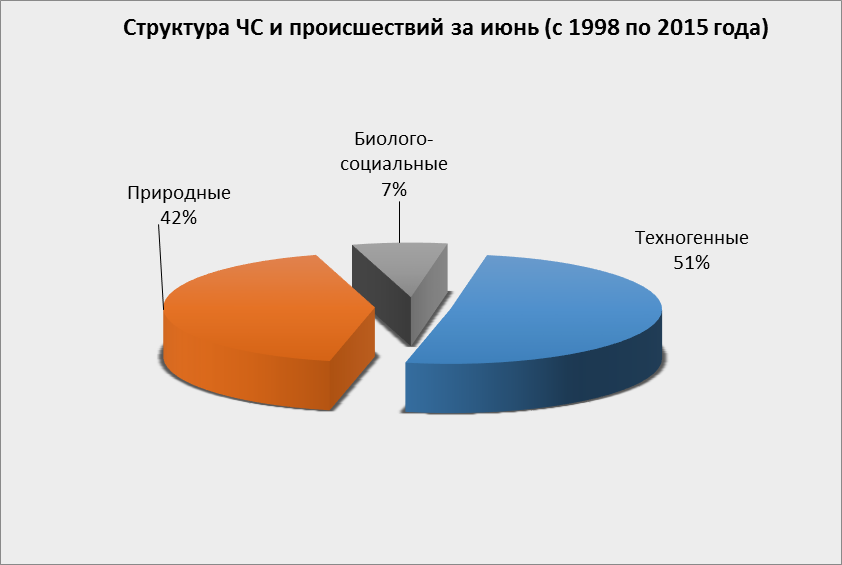 Структура ЧС и происшествий за июнь (с 1998 по 2015 года)
Биолого-
социальные
7%
Природные
42%
Техногенные
51%